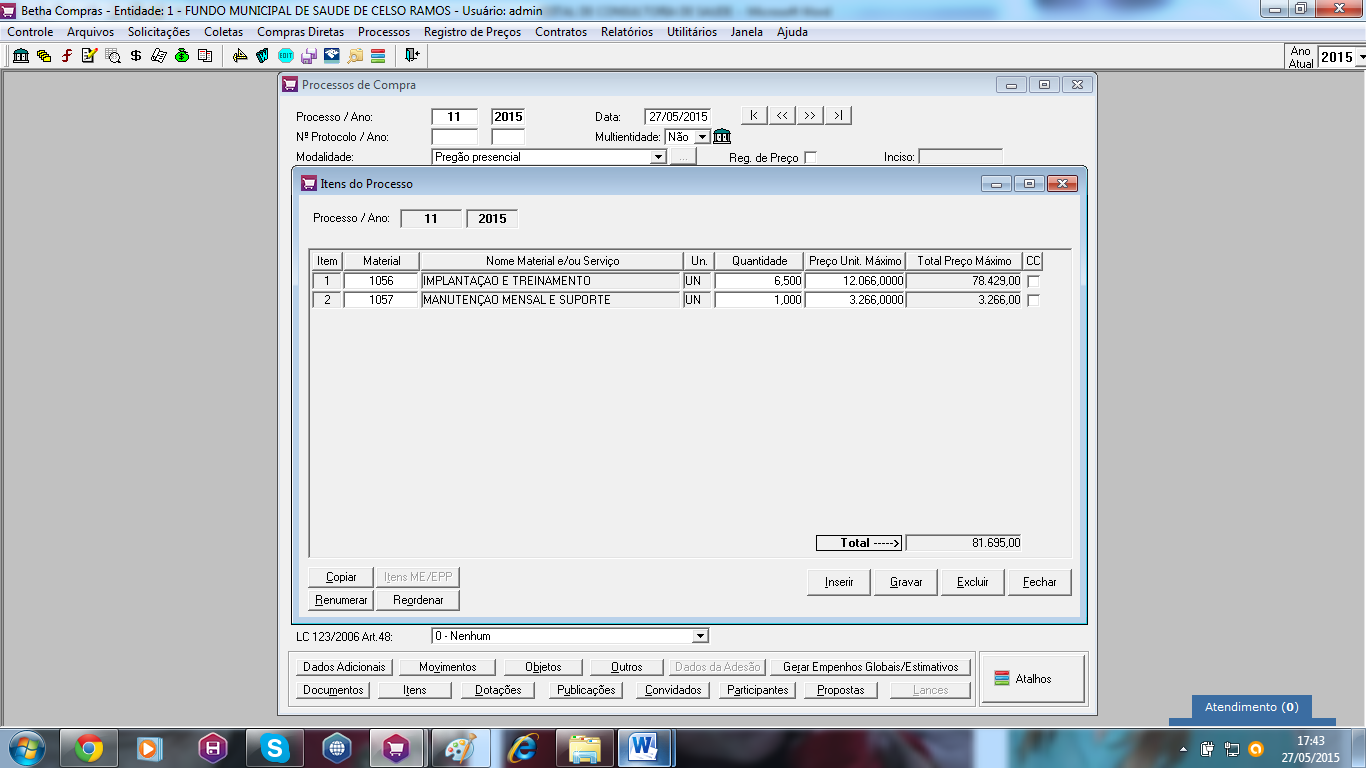 Betha Compras - Entidade: 1 - FUNDO MUNICIPAL DE SAUDE DE CELSO RAMOS - Usuário: admin
Controle Arquivos Solicitações Coletas Compras Diretas Processos Registro de Preços Contratos Relatórios Utilitários Janela Ajuda
EDIT
Ano Atual 2015
Processos de Compra
Processo / Ano: 11 2015 Data: 27/05/2015 |< << >> >|
Nº Protocolo / Ano: Multientidade: Não
Modalidade: Pregão presencial ... Reg. de Preço Inciso:
Itens do Processo
Processo / Ano: 11 2015
Item Material Nome Material e/ou Serviço Un. Quantidade Preço Unit. Máximo Total Preço Máximo CC
1 1056 IMPLANTAÇÃO E TREINAMENTO UN 6,500 12.066,0000 78.429,00
2 1057 MANUTENÇÃO MENSAL E SUPORTE UN 1,000 3.266,0000 3.266,00
Total -----> 81.695,00
Copiar Itens ME/EPP Inserir Gravar Excluir Fechar
Renumerar Reordenar
LC 123/2006 Art.48: 0 - Nenhum
Dados Adicionais Movimentos Objetos Outros Dados da Adesão Gerar Empenhos Globais/Estimativos
Documentos Itens Dotações Publicações Convidados Participantes Propostas Lances
Atalhos
Atendimento (0)
17:43
27/05/2015